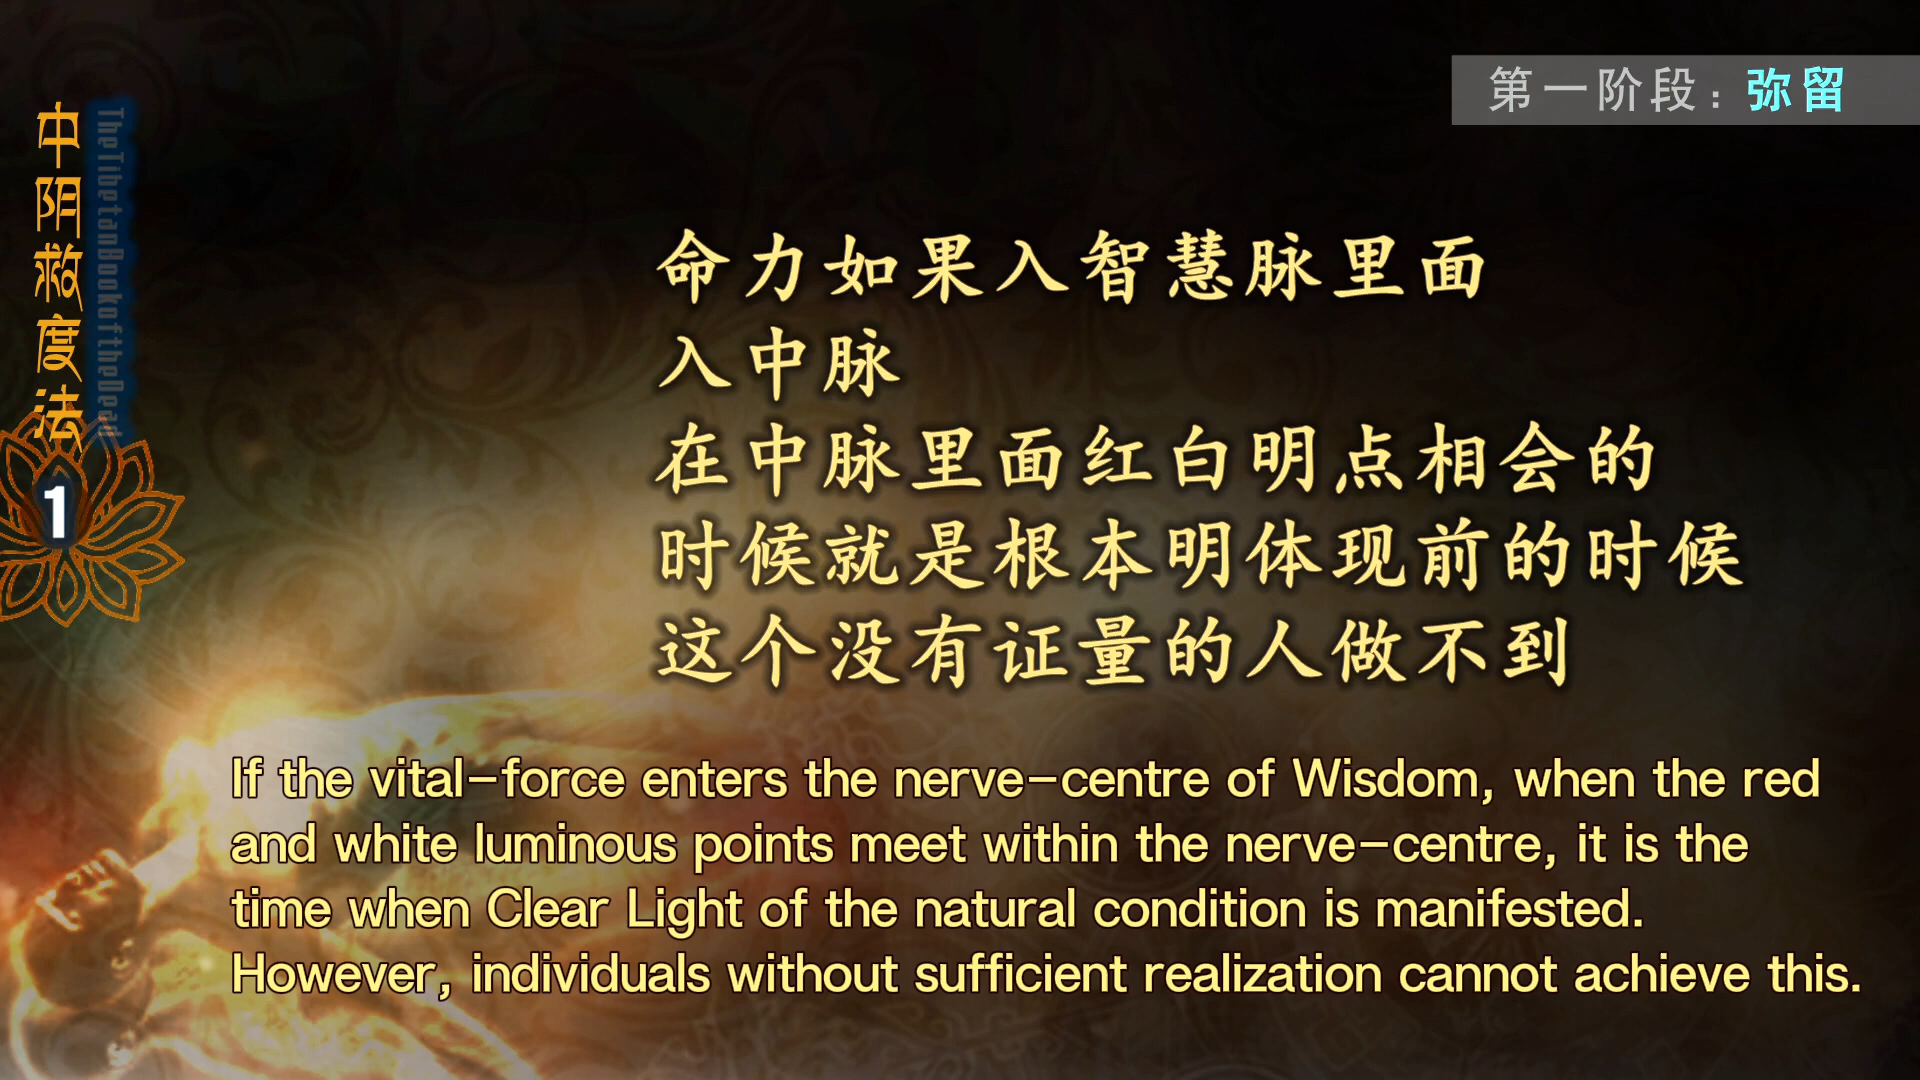 第一阶段：弥留
中阴救度法
TheTibetanBookoftheDead
1
命力如果入智慧脉里面
入中脉
在中脉里面红白明点相会的
时候就是根本明体现前的时候
这个没有证量的人做不到
If the vital-force enters the nerve-centre of Wisdom, when the red
and white luminous points meet within the nerve-centre, it is the
time when Clear Light of the natural condition is manifested.
However, individuals without sufficient realization cannot achieve this.